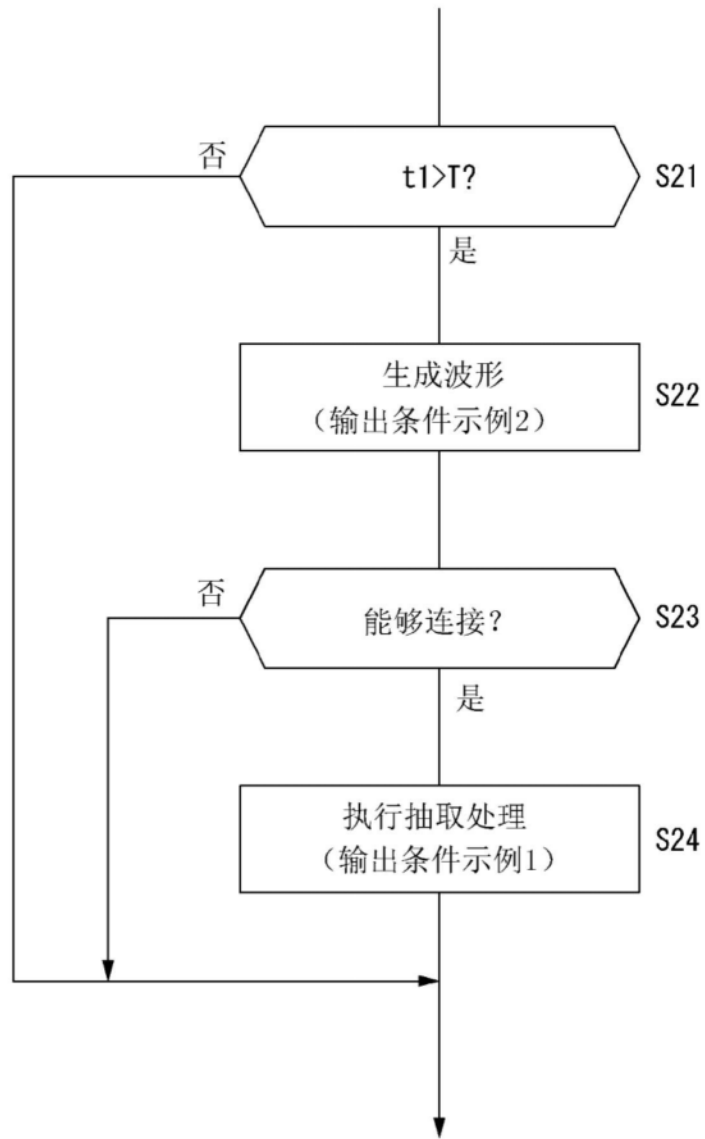 否
t1>T?
S21
是
生成波形
（输出条件示例2）
S22
否
能够连接？
S23
是
执行抽取处理
（输出条件示例1）
S24